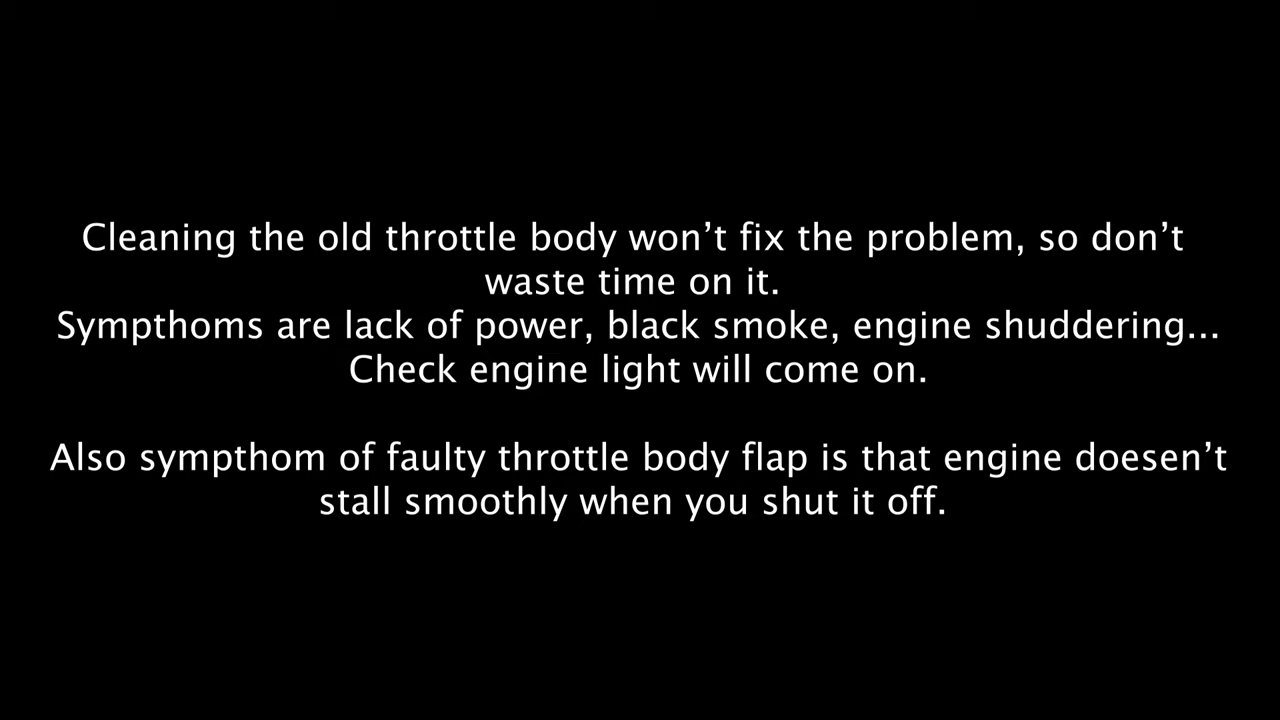 Cleaning the old throttle body won’t fix the problem, so don’t
waste time on it.
Sympthoms are lack of power, black smoke, engine shuddering...
Check engine light will come on.
Also sympthom of faulty throttle body flap is that engine doesen’t
stall smoothly when you shut it off.